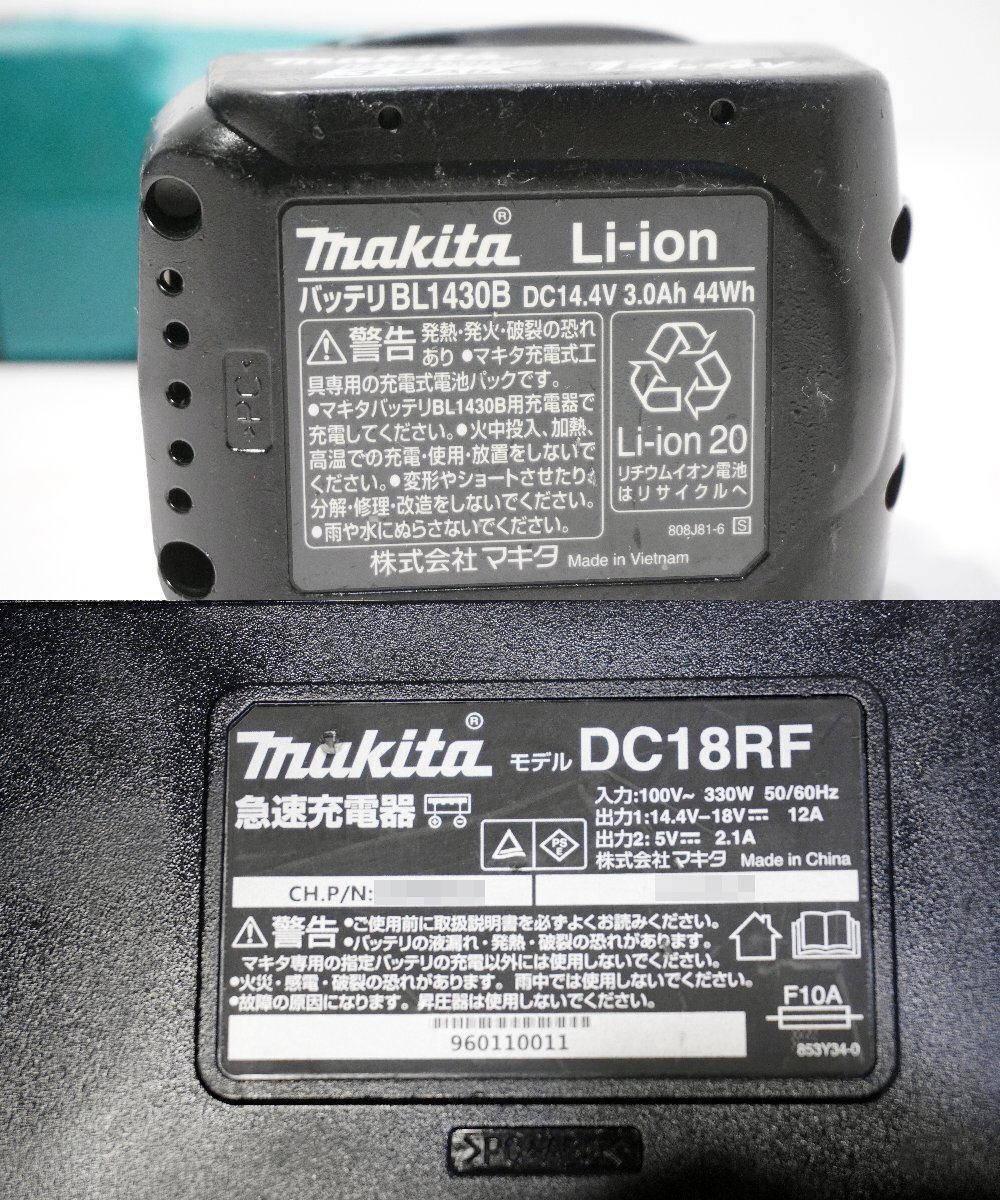 14.4V
makita® Li-ion
バッテリ BL1430B DC14.4V 3.0Ah 44Wh
警告 発熱・発火・破裂の恐れ
あり ●マキタ充電式工
具専用の充電式電池パックです。
●マキタバッテリBL1430B用充電器で
充電してください。●火中投入、加熱、
高温での充電・使用・放置をしないで
ください。●変形やショートさせたり
分解・修理・改造をしないでください。
●雨や水にぬらさないでください。
Li-ion 20
リチウムイオン電池
はリサイクルへ
808J81-6 S
株式会社 マキタ Made in Vietnam
makita® モデル DC18RF
急速充電器
入力:100V~ 330W 50/60Hz
出力1:14.4V-18V⎓ 12A
出力2: 5V⎓ 2.1A
株式会社 マキタ Made in China
PSE
CH.P/N:
警告 ●ご使用前に取扱説明書を必ずよくお読みください。
●バッテリの液漏れ・発熱・破裂の恐れがあります。
マキタ専用の指定バッテリの充電以外には使用しないでください。
●火災・感電・破裂の恐れがあります。雨中では使用しないでください。
●故障の原因になります。昇圧器は使用しないでください。
F10A
853Y34-0
960110011